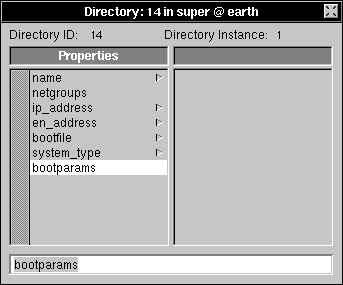 Directory: 14 in super @ earth
Directory ID: 14 Directory Instance: 1
Properties
name
netgroups
ip_address
en_address
bootfile
system_type
bootparams
bootparams